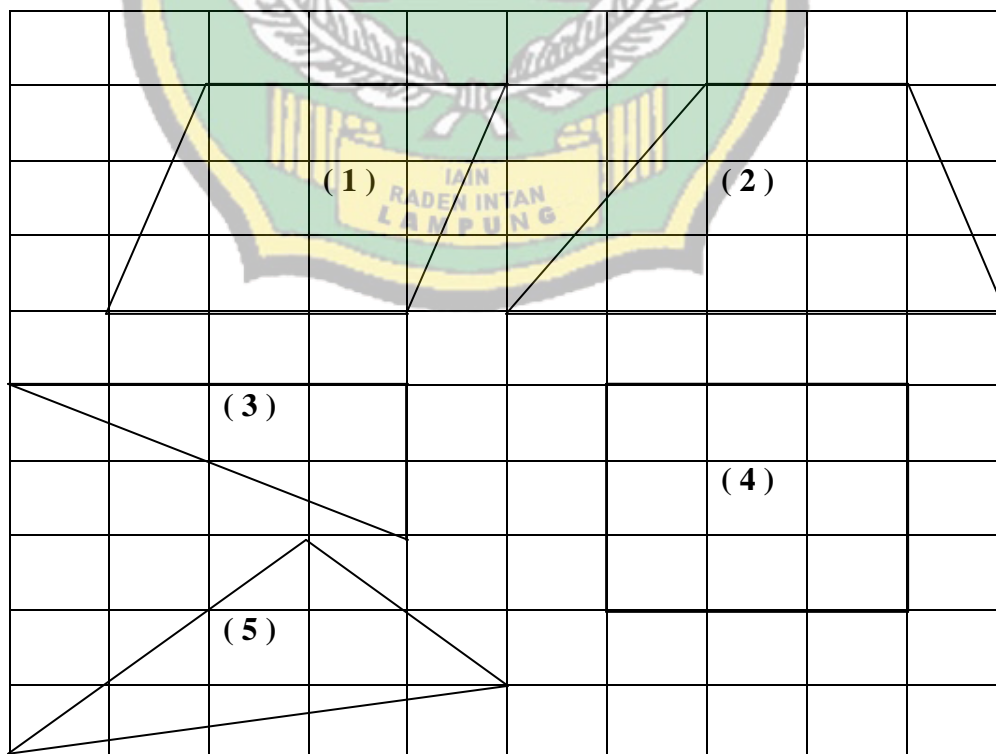 IAIN
RADEN INTAN
LAMPUNG
( 1 )
( 2 )
( 3 )
( 4 )
( 5 )